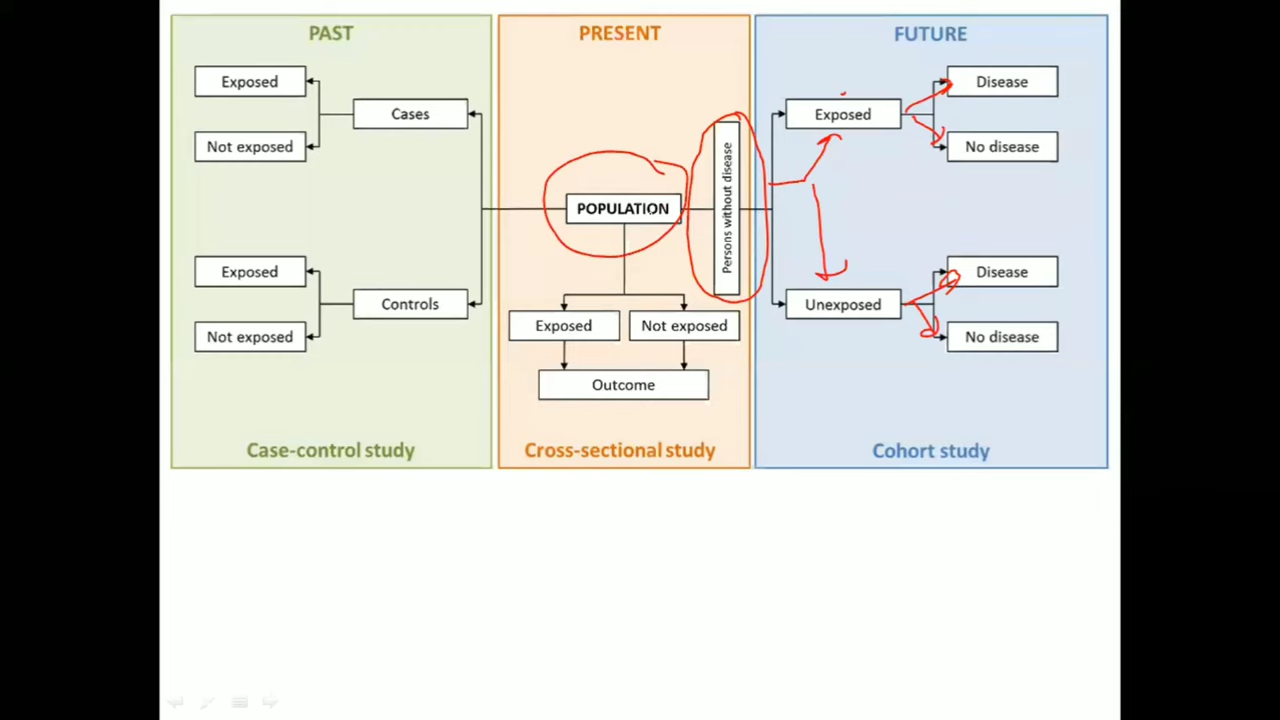 PAST
Exposed
Cases
Not exposed
Exposed
Controls
Not exposed
Case-control study
PRESENT
POPULATION
Persons without disease
Exposed
Not exposed
Outcome
Cross-sectional study
FUTURE
Disease
Exposed
No disease
Disease
Unexposed
No disease
Cohort study